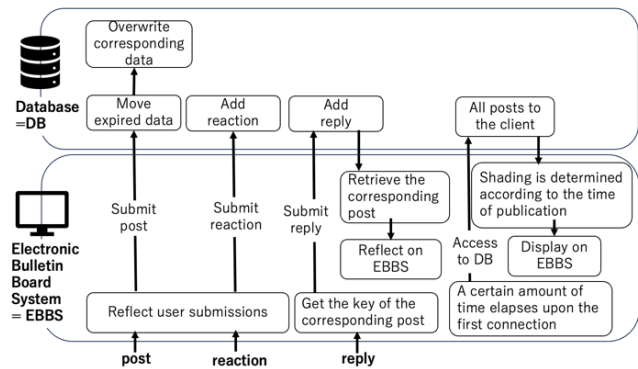 Overwrite
corresponding
data
Database
=DB
Move
expired data
Add
reaction
Add
reply
All posts to
the client
Submit
post
Submit
reaction
Submit
reply
Retrieve the
corresponding
post
Reflect on
EBBS
Access
to DB
Shading is determined
according to the time
of publication
Display on
EBBS
Electronic
Bulletin
Board
System
= EBBS
Reflect user submissions
Get the key of the
corresponding post
A certain amount of
time elapses upon the
first connection
post
reaction
reply